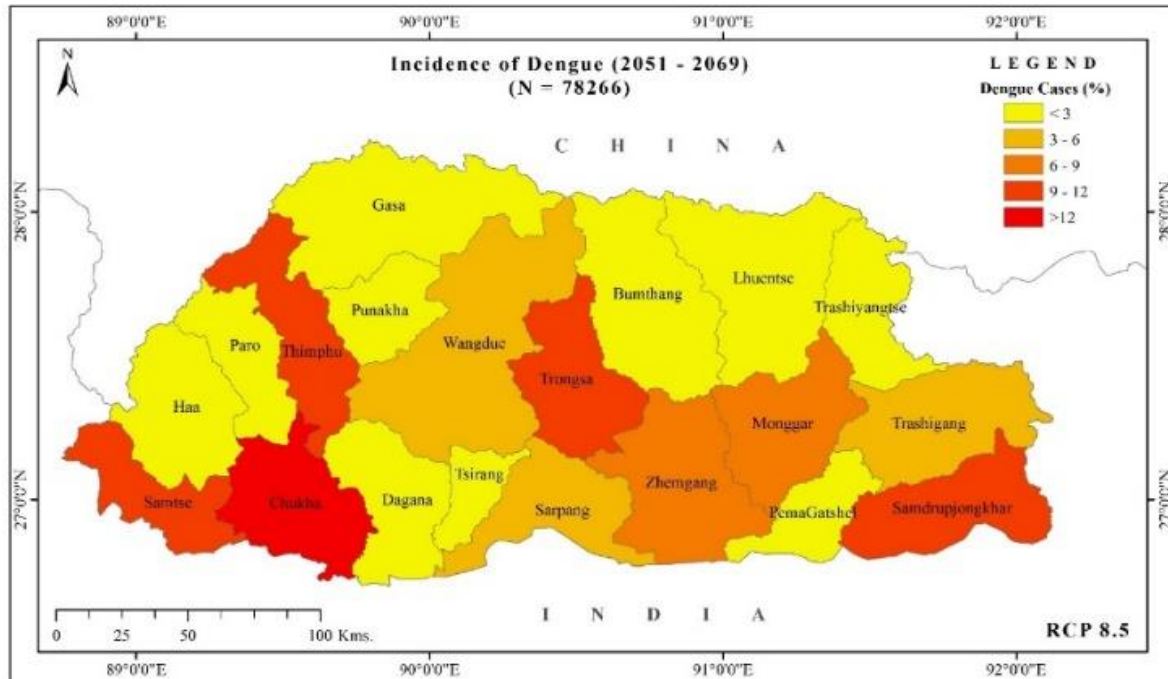 89°0'0"E 90°0'0"E 91°0'0"E 92°0'0"E
N
Incidence of Dengue (2051 - 2069)
(N = 78266)
LEGEND
Dengue Cases (%)
< 3
3 - 6
6 - 9
9 - 12
>12
CHINA
28°0'0"N 28°0'0"N
Gasa
Punakha
Bumthang
Lhuentse
Trashiyangtse
Paro
Thimphu
Wangdue
Trongsa
Haa
Monggar
Trashigang
Tsirang
Zhemgang
Samtse
Chukha
Dagana
Sarpang
PemaGatshel
Samdrupjongkhar
27°0'0"N 27°0'0"N
INDIA
0 25 50 100 Kms.
RCP 8.5
89°0'0"E 90°0'0"E 91°0'0"E 92°0'0"E